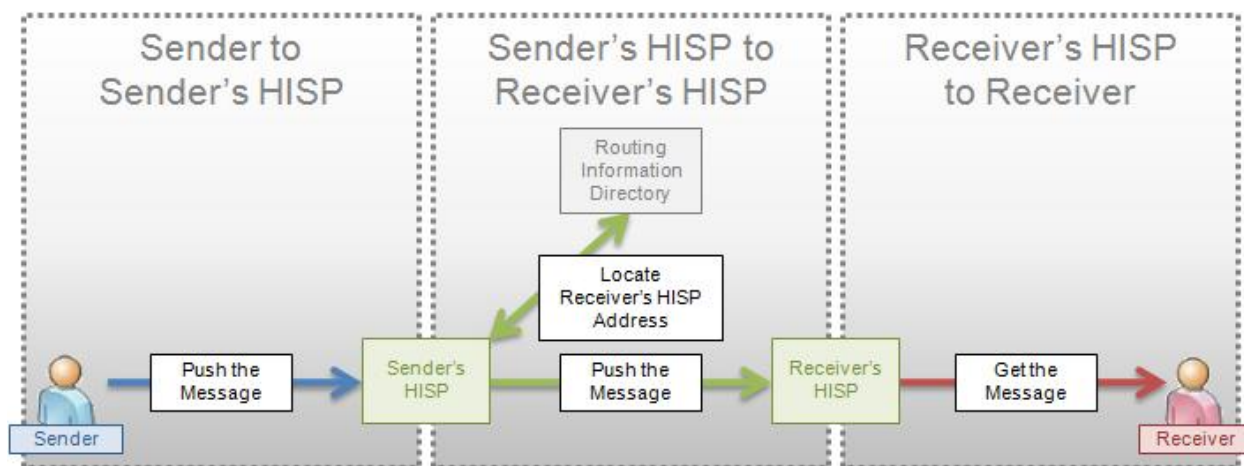 Sender to
Sender's HISP
Sender's HISP to
Receiver's HISP
Receiver's HISP
to Receiver
Routing
Information
Directory
Locate
Receiver's HISP
Address
Sender
Push the
Message
Sender's
HISP
Push the
Message
Receiver's
HISP
Get the
Message
Receiver